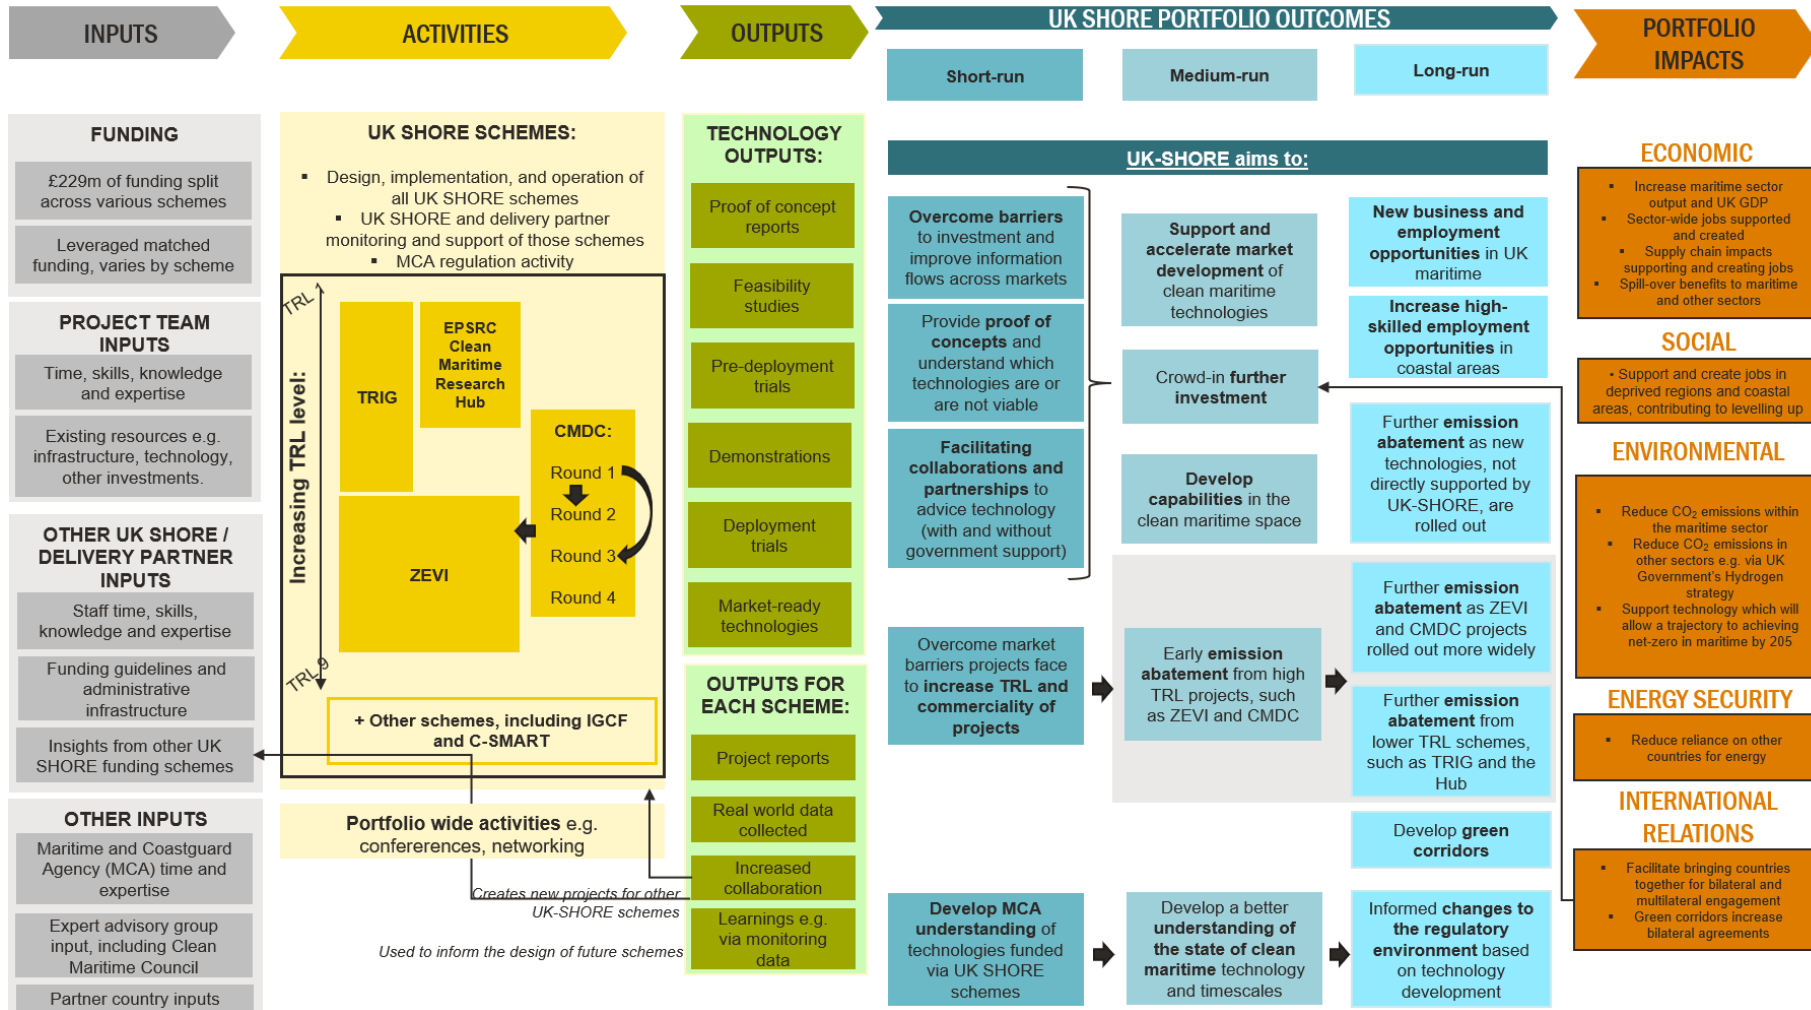 INPUTS
ACTIVITIES
OUTPUTS
UK SHORE PORTFOLIO OUTCOMES
Short-run
Medium-run
Long-run
PORTFOLIO
IMPACTS
FUNDING
£229m of funding split
across various schemes
Leveraged matched
funding, varies by scheme
PROJECT TEAM
INPUTS
Time, skills, knowledge
and expertise
Existing resources e.g.
infrastructure, technology,
other investments.
OTHER UK SHORE /
DELIVERY PARTNER
INPUTS
Staff time, skills,
knowledge and expertise
Funding guidelines and
administrative
infrastructure
Insights from other UK
SHORE funding schemes
OTHER INPUTS
Maritime and Coastguard
Agency (MCA) time and
expertise
Expert advisory group
input, including Clean
Maritime Council
Partner country inputs
UK SHORE SCHEMES:
▪ Design, implementation, and operation of
all UK SHORE schemes
▪ UK SHORE and delivery partner
monitoring and support of those schemes
▪ MCA regulation activity
Increasing TRL level:
TRL 1
TRL 9
TRIG
EPSRC
Clean
Maritime
Research
Hub
CMDC:
Round 1
Round 2
Round 3
Round 4
ZEVI
+ Other schemes, including IGCF
and C-SMART
Portfolio wide activities e.g.
confererences, networking
Creates new projects for other
UK-SHORE schemes
Used to inform the design of future schemes
TECHNOLOGY
OUTPUTS:
Proof of concept
reports
Feasibility
studies
Pre-deployment
trials
Demonstrations
Deployment
trials
Market-ready
technologies
OUTPUTS FOR
EACH SCHEME:
Project reports
Real world data
collected
Increased
collaboration
Learnings e.g.
via monitoring
data
UK-SHORE aims to:
Overcome barriers
to investment and
improve information
flows across markets
Provide proof of
concepts and
understand which
technologies are or
are not viable
Facilitating
collaborations and
partnerships to
advice technology
(with and without
government support)
Overcome market
barriers projects face
to increase TRL and
commerciality of
projects
Develop MCA
understanding of
technologies funded
via UK SHORE
schemes
Support and
accelerate market
development of
clean maritime
technologies
Crowd-in further
investment
Develop
capabilities in the
clean maritime space
Early emission
abatement from high
TRL projects, such
as ZEVI and CMDC
Develop a better
understanding of
the state of clean
maritime technology
and timescales
New business and
employment
opportunities in UK
maritime
Increase high-
skilled employment
opportunities in
coastal areas
Further emission
abatement as new
technologies, not
directly supported by
UK-SHORE, are
rolled out
Further emission
abatement as ZEVI
and CMDC projects
rolled out more widely
Further emission
abatement from
lower TRL schemes,
such as TRIG and the
Hub
Develop green
corridors
Informed changes to
the regulatory
environment based
on technology
development
ECONOMIC
▪ Increase maritime sector
output and UK GDP
▪ Sector-wide jobs supported
and created
▪ Supply chain impacts
supporting and creating jobs
▪ Spill-over benefits to maritime
and other sectors
SOCIAL
▪ Support and create jobs in
deprived regions and coastal
areas, contributing to levelling up
ENVIRONMENTAL
▪ Reduce CO₂ emissions within
the maritime sector
▪ Reduce CO₂ emissions in
other sectors e.g. via UK
Government's Hydrogen
strategy
▪ Support technology which will
allow a trajectory to achieving
net-zero in maritime by 205
ENERGY SECURITY
▪ Reduce reliance on other
countries for energy
INTERNATIONAL
RELATIONS
▪ Facilitate bringing countries
together for bilateral and
multilateral engagement
▪ Green corridors increase
bilateral agreements